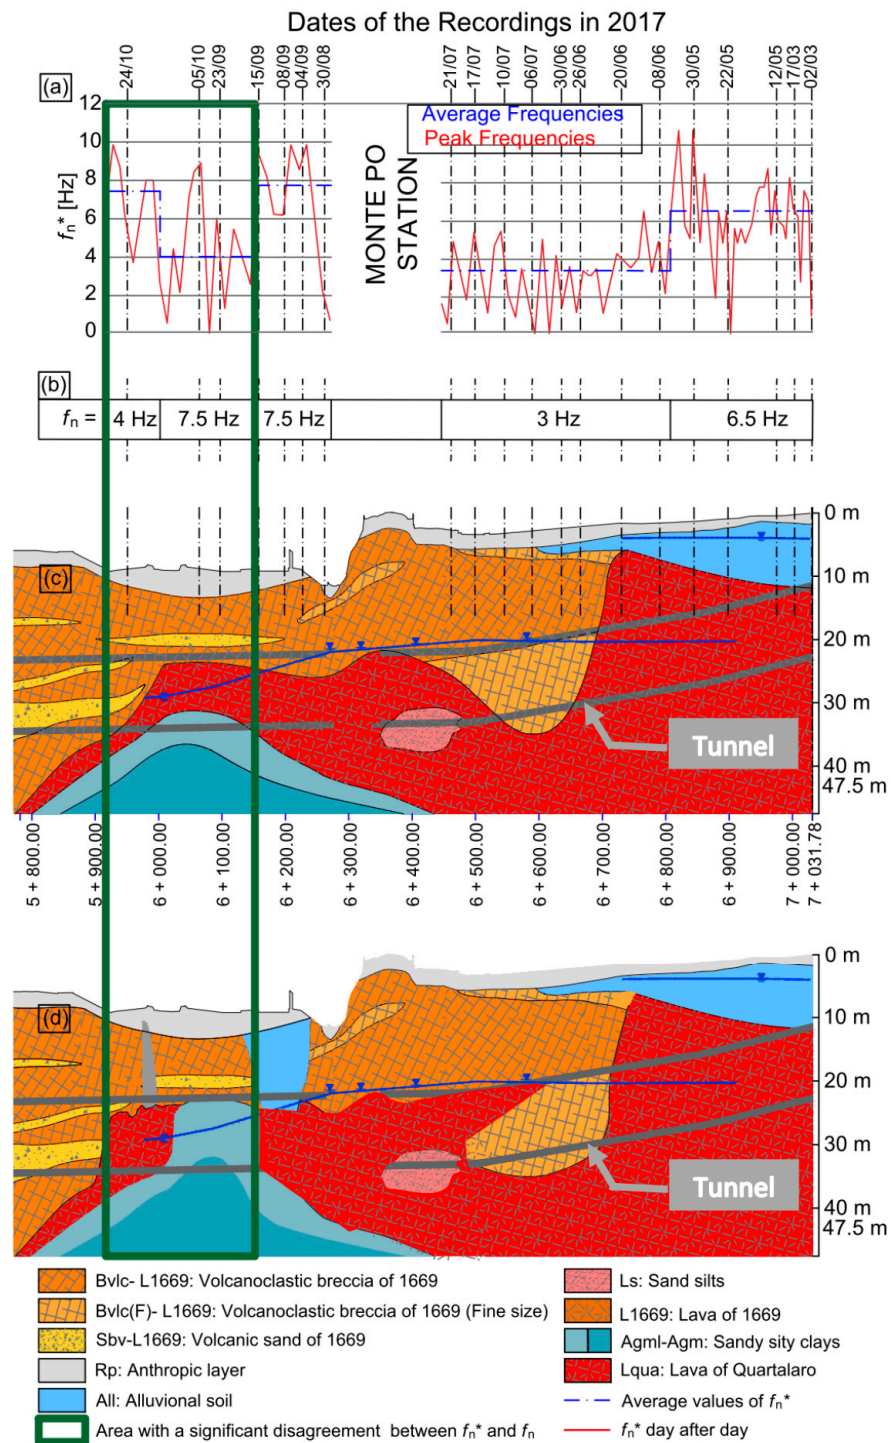 Dates of the Recordings in 2017
24/10 05/10 23/09 15/09 08/09 04/09 30/08 21/07 17/07 10/07 06/07 30/06 26/06 20/06 08/06 30/05 22/05 12/05 17/03 02/03
(a)
12
10
8
6
4
2
0
fn* [Hz]
Average Frequencies
Peak Frequencies
MONTE PO
STATION
(b)
fn = 4 Hz 7.5 Hz 7.5 Hz 3 Hz 6.5 Hz
(c)
0 m
10 m
20 m
30 m
40 m
47.5 m
Tunnel
5 + 800.00 5 + 900.00 6 + 000.00 6 + 100.00 6 + 200.00 6 + 300.00 6 + 400.00 6 + 500.00 6 + 600.00 6 + 700.00 6 + 800.00 6 + 900.00 7 + 000.00 7 + 031.78
(d)
0 m
10 m
20 m
30 m
40 m
47.5 m
Tunnel
Bvlc- L1669: Volcanoclastic breccia of 1669
Bvlc(F)- L1669: Volcanoclastic breccia of 1669 (Fine size)
Sbv-L1669: Volcanic sand of 1669
Rp: Anthropic layer
All: Alluvional soil
Area with a significant disagreement between fn* and fn
Ls: Sand silts
L1669: Lava of 1669
Agml-Agm: Sandy sity clays
Lqua: Lava of Quartalaro
Average values of fn*
fn* day after day